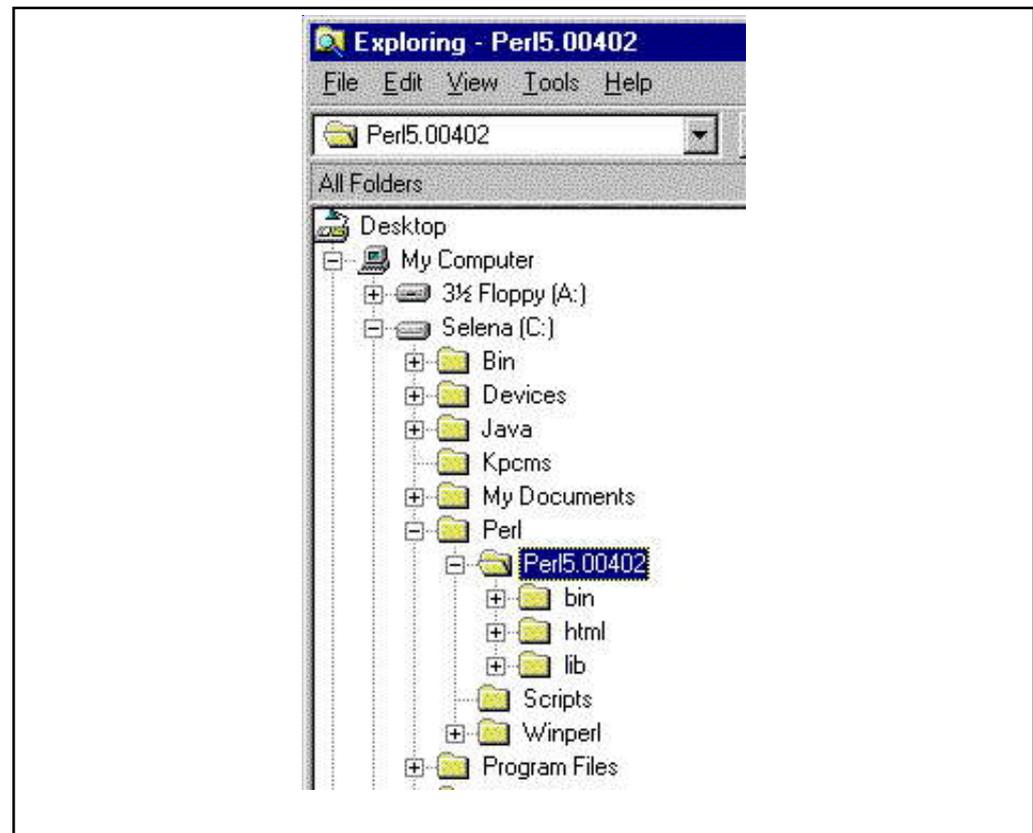 Exploring - Perl5.00402
File Edit View Tools Help
Perl5.00402
All Folders
Desktop
My Computer
3½ Floppy (A:)
Selena (C:)
Bin
Devices
Java
Kpcms
My Documents
Perl
Perl5.00402
bin
html
lib
Scripts
Winperl
Program Files